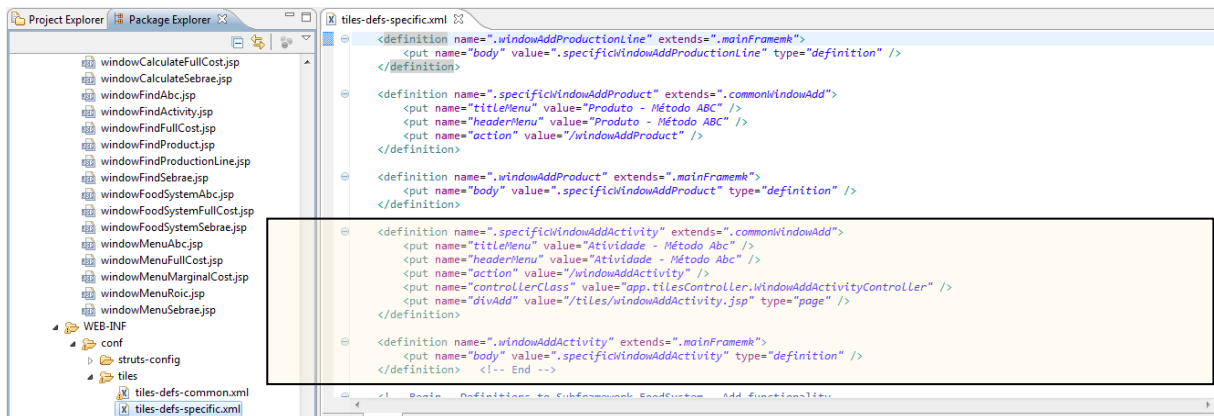 Project Explorer Package Explorer
windowCalculateFullCost.jsp
windowCalculateSebrae.jsp
windowFindAbc.jsp
windowFindActivity.jsp
windowFindFullCost.jsp
windowFindProduct.jsp
windowFindProductionLine.jsp
windowFindSebrae.jsp
windowFoodSystemAbc.jsp
windowFoodSystemFullCost.jsp
windowFoodSystemSebrae.jsp
windowMenuAbc.jsp
windowMenuFullCost.jsp
windowMenuMarginalCost.jsp
windowMenuRoic.jsp
windowMenuSebrae.jsp
WEB-INF
conf
struts-config
tiles
tiles-defs-common.xml
tiles-defs-specific.xml
tiles-defs-specific.xml
<definition name=".windowAddProductionLine" extends=".mainFramemk">
<put name="body" value=".specificWindowAddProductionLine" type="definition" />
</definition>
<definition name=".specificWindowAddProduct" extends=".commonWindowAdd">
<put name="titleMenu" value="Produto - Método ABC" />
<put name="headerMenu" value="Produto - Método ABC" />
<put name="action" value="/windowAddProduct" />
</definition>
<definition name=".windowAddProduct" extends=".mainFramemk">
<put name="body" value=".specificWindowAddProduct" type="definition" />
</definition>
<definition name=".specificWindowAddActivity" extends=".commonWindowAdd">
<put name="titleMenu" value="Atividade - Método Abc" />
<put name="headerMenu" value="Atividade - Método Abc" />
<put name="action" value="/windowAddActivity" />
<put name="controllerClass" value="app.tilesController.WindowAddActivityController" />
<put name="divAdd" value="/tiles/windowAddActivity.jsp" type="page" />
</definition>
<definition name=".windowAddActivity" extends=".mainFramemk">
<put name="body" value=".specificWindowAddActivity" type="definition" />
</definition> <!-- End -->
<!-- Begin - Definitions to Subframework FoodSystem - Add functionality